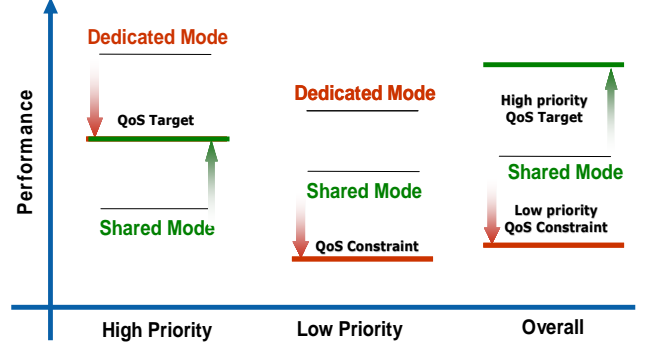 Performance
Dedicated Mode
QoS Target
Shared Mode
Dedicated Mode
Shared Mode
QoS Constraint
High priority
QoS Target
Shared Mode
Low priority
QoS Constraint
High Priority
Low Priority
Overall